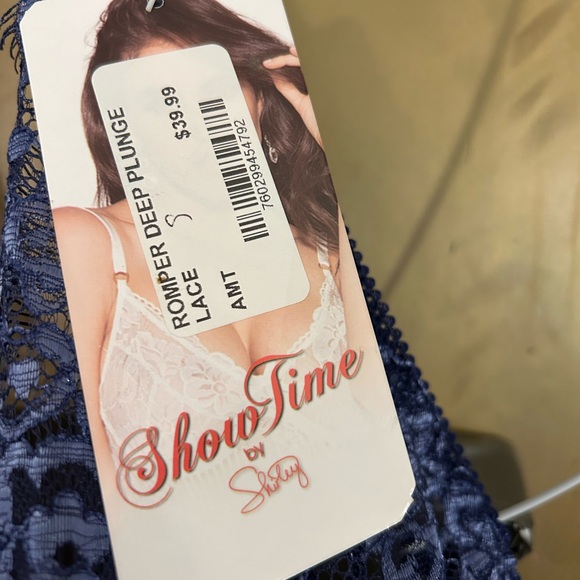 ROMPER DEEP PLUNGE
LACE S
$39.99
760299454792
AMT
ShowTime
by
Shirley